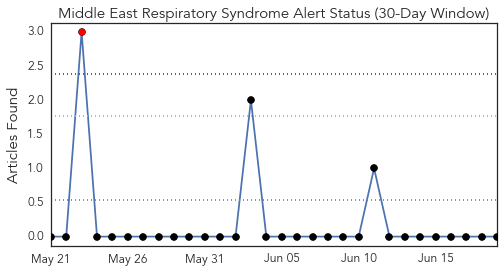 Middle East Respiratory Syndrome Alert Status (30-Day Window)
Articles Found
3.0
2.5
2.0
1.5
1.0
0.5
0.0
May 21 May 26 May 31 Jun 05 Jun 10 Jun 15